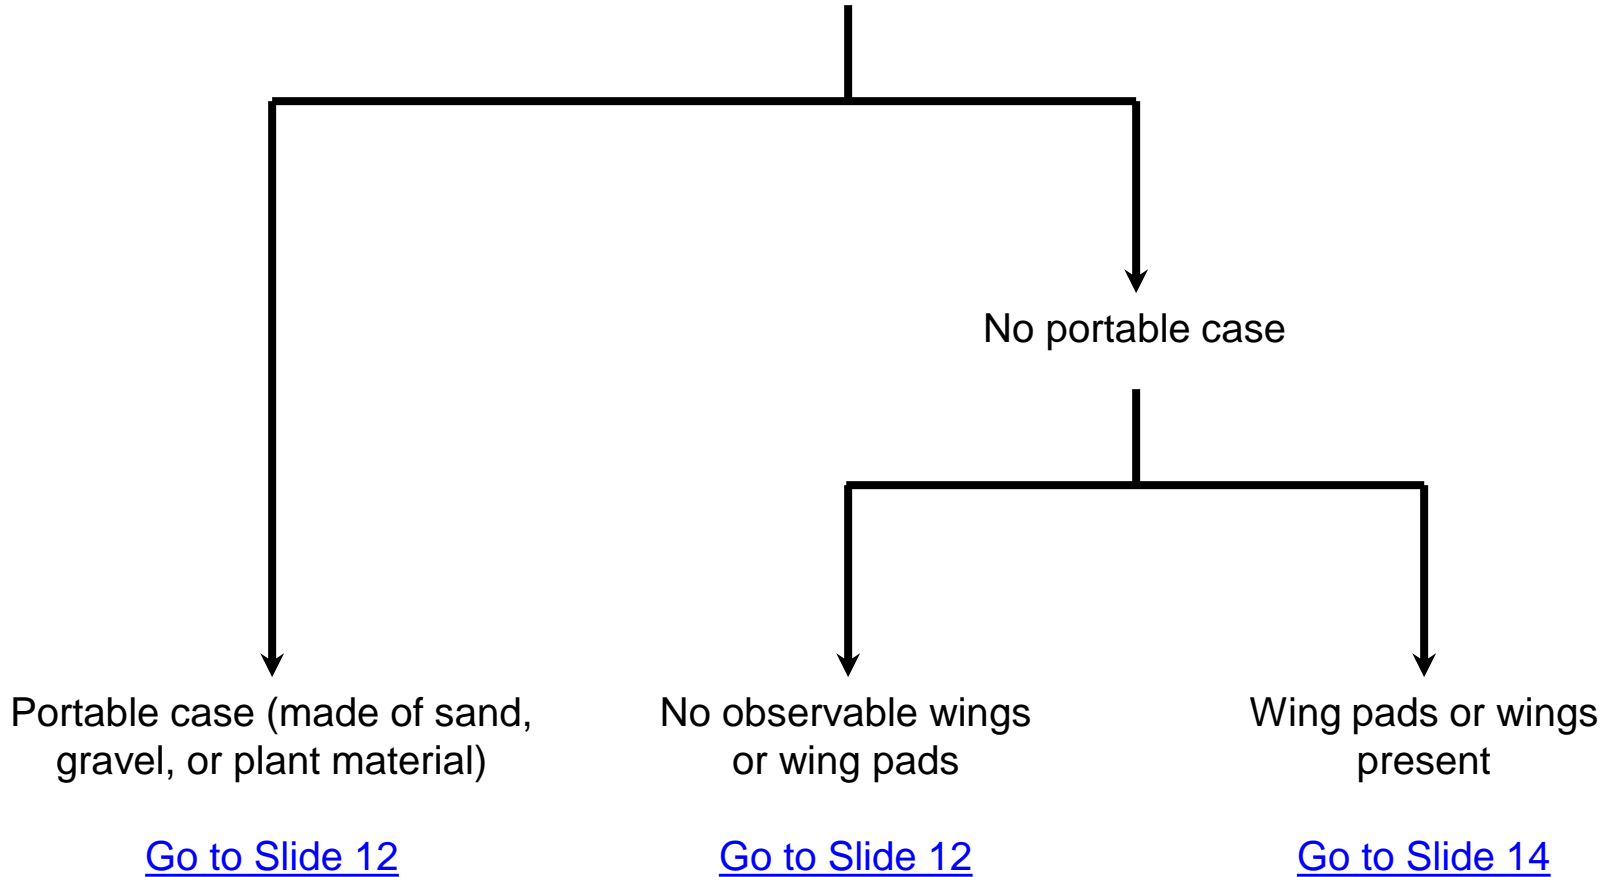 No portable case
Portable case (made of sand,
gravel, or plant material)
Go to Slide 12
No observable wings
or wing pads
Go to Slide 12
Wing pads or wings
present
Go to Slide 14